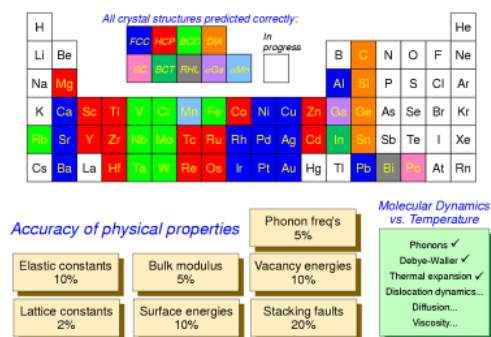 All crystal structures predicted correctly:
FCC HCP BCC DIA
SC BCT RHL αGa αMn
In progress
H He
Li Be B C N O F Ne
Na Mg Al Si P S Cl Ar
K Ca Sc Ti V Cr Mn Fe Co Ni Cu Zn Ga Ge As Se Br Kr
Rb Sr Y Zr Nb Mo Tc Ru Rh Pd Ag Cd In Sn Sb Te I Xe
Cs Ba La Hf Ta W Re Os Ir Pt Au Hg Tl Pb Bi Po At Rn
Accuracy of physical properties
Phonon freq's
5%
Elastic constants
10%
Bulk modulus
5%
Vacancy energies
10%
Lattice constants
2%
Surface energies
10%
Stacking faults
20%
Molecular Dynamics
vs. Temperature
Phonons ✓
Debye-Waller ✓
Thermal expansion ✓
Dislocation dynamics...
Diffusion...
Viscosity...